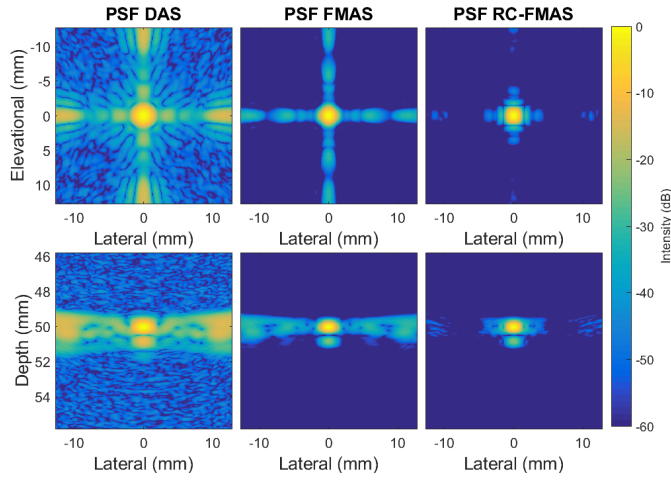 PSF DAS PSF FMAS PSF RC-FMAS
Elevational (mm)
-10
-5
0
5
10
-10 0 10 -10 0 10 -10 0 10
Lateral (mm) Lateral (mm) Lateral (mm)
Depth (mm)
46
48
50
52
54
-10 0 10 -10 0 10 -10 0 10
Lateral (mm) Lateral (mm) Lateral (mm)
0
-10
-20
-30
-40
-50
-60
Intensity (dB)